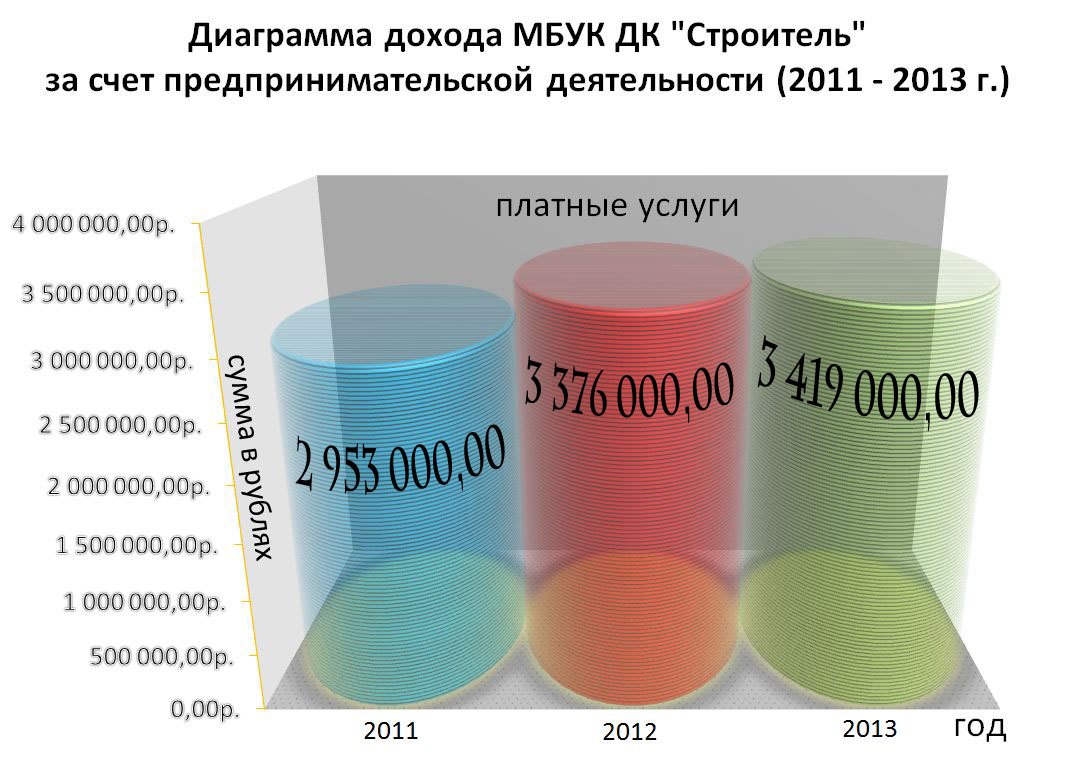 Диаграмма дохода МБУК ДК "Строитель"
за счет предпринимательской деятельности (2011 - 2013 г.)
платные услуги
4 000 000,00р.
3 500 000,00р.
3 000 000,00р.
2 500 000,00р.
2 000 000,00р.
1 500 000,00р.
1 000 000,00р.
500 000,00р.
0,00р.
сумма в рублях
2 953 000,00
3 376 000,00
3 419 000,00
2011
2012
2013
год